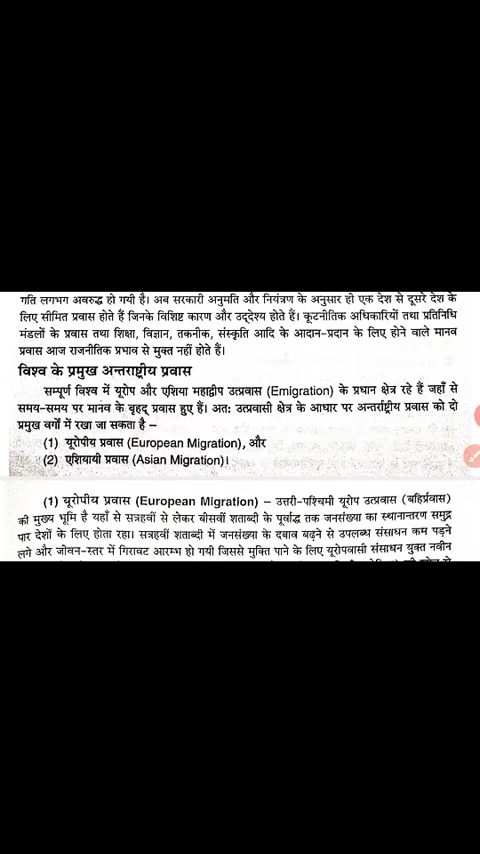 गति लगभग अवरुद्ध हो गयी है। अब सरकारी अनुमति और नियंत्रण के अनुसार ही एक देश से दूसरे देश के
लिए सीमित प्रवास होते हैं जिनके विशिष्ट कारण और उद्देश्य होते हैं। कूटनीतिक अधिकारियों तथा प्रतिनिधि
मंडलों के प्रवास तथा शिक्षा, विज्ञान, तकनीक, संस्कृति आदि के आदान-प्रदान के लिए होने वाले मानव
प्रवास आज राजनीतिक प्रभाव से मुक्त नहीं होते हैं।
विश्व के प्रमुख अन्तराष्ट्रीय प्रवास
सम्पूर्ण विश्व में यूरोप और एशिया महाद्वीप उत्प्रवास (Emigration) के प्रधान क्षेत्र रहे हैं जहाँ से
समय-समय पर मानव के बृहद् प्रवास हुए हैं। अतः उत्प्रवासी क्षेत्र के आधार पर अन्तर्राष्ट्रीय प्रवास को दो
प्रमुख वर्गों में रखा जा सकता है –
(1) यूरोपीय प्रवास (European Migration), और
(2) एशियायी प्रवास (Asian Migration)।
(1) यूरोपीय प्रवास (European Migration) – उत्तरी-पश्चिमी यूरोप उत्प्रवास (बहिर्प्रवास)
की मुख्य भूमि है यहाँ से सत्रहवीं से लेकर बीसवीं शताब्दी के पूर्वाद्ध तक जनसंख्या का स्थानान्तरण समुद्र
पार देशों के लिए होता रहा। सत्रहवीं शताब्दी में जनसंख्या के दबाव बढ़ने से उपलब्ध संसाधन कम पड़ने
लगे और जीवन-स्तर में गिरावट आरम्भ हो गयी जिससे मुक्ति पाने के लिए यूरोपवासी संसाधन युक्त नवीन